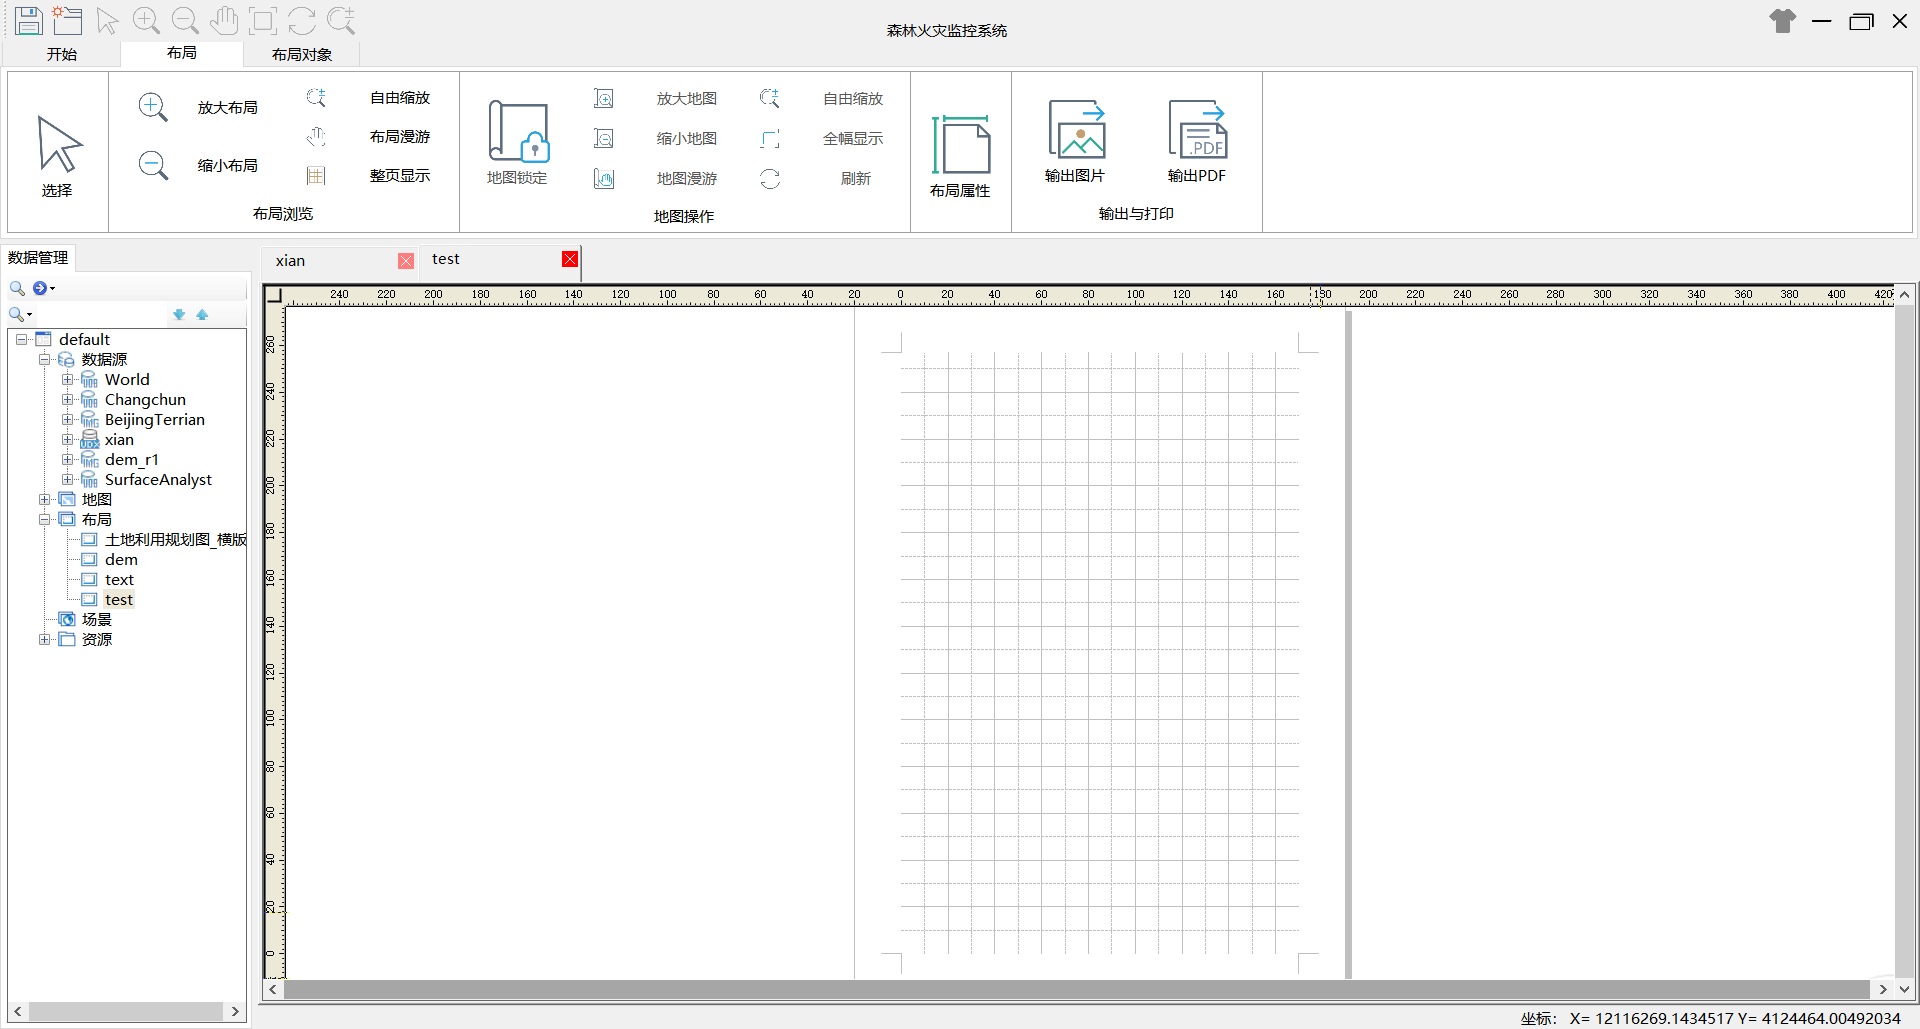 森林火灾监控系统
开始
布局
布局对象
选择
放大布局
缩小布局
自由缩放
布局漫游
整页显示
布局浏览
地图锁定
放大地图
缩小地图
地图漫游
自由缩放
全幅显示
刷新
地图操作
布局属性
输出图片
.PDF
输出PDF
输出与打印
数据管理
xian
test
default
数据源
World
Changchun
BeijingTerrian
xian
dem_r1
SurfaceAnalyst
地图
布局
土地利用规划图_横版
dem
text
test
场景
资源
240 220 200 180 160 140 120 100 80 60 40 20 0 20 40 60 80 100 120 140 160 180 200 220 240 260 280 300 320 340 360 380 400 420
260
240
220
200
180
160
140
120
100
80
60
40
20
0
坐标： X= 12116269.1434517 Y= 4124464.00492034